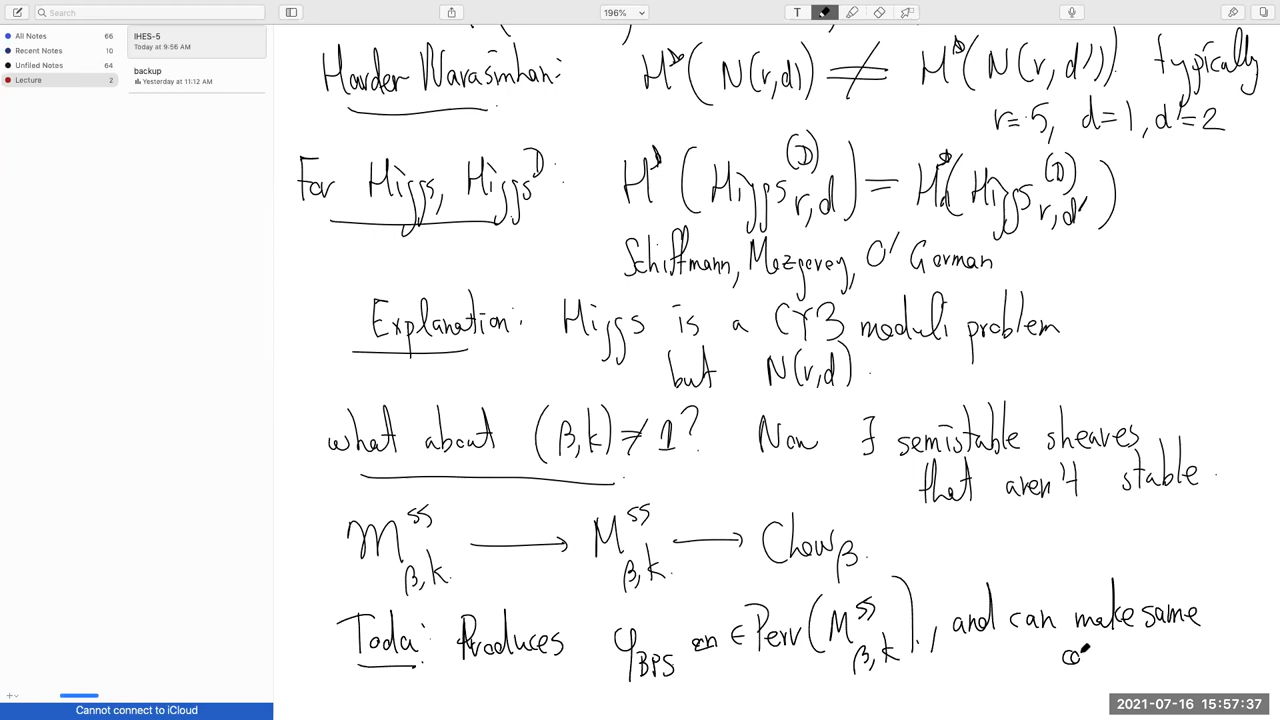 Search
196%
T
All Notes 66
Recent Notes 10
Unfiled Notes 64
Lecture 2
IHES-5
Today at 9:56 AM
backup
Yesterday at 11:12 AM
Harder Narasimhan: H*(N(r,d)) ≠ H*(N(r,d')) typically
r=5, d=1, d'=2
For Higgs, Higgs^D: H*(Higgs^(D)_r,d) = H*(Higgs^(D)_r,d')
Schiffmann, Mozgovoy, O'Gorman
Explanation: Higgs is a CY3 moduli problem
but N(r,d).
what about (β,k) ≠ 1? Now ∃ semistable sheaves
that aren't stable.
𝔐^ss_β,k → M^ss_β,k → Chow_β
Toda: Produces φ_BPS ∈ Perv(M^ss_β,k), and can make same
co
Cannot connect to iCloud
2021-07-16 15:57:37